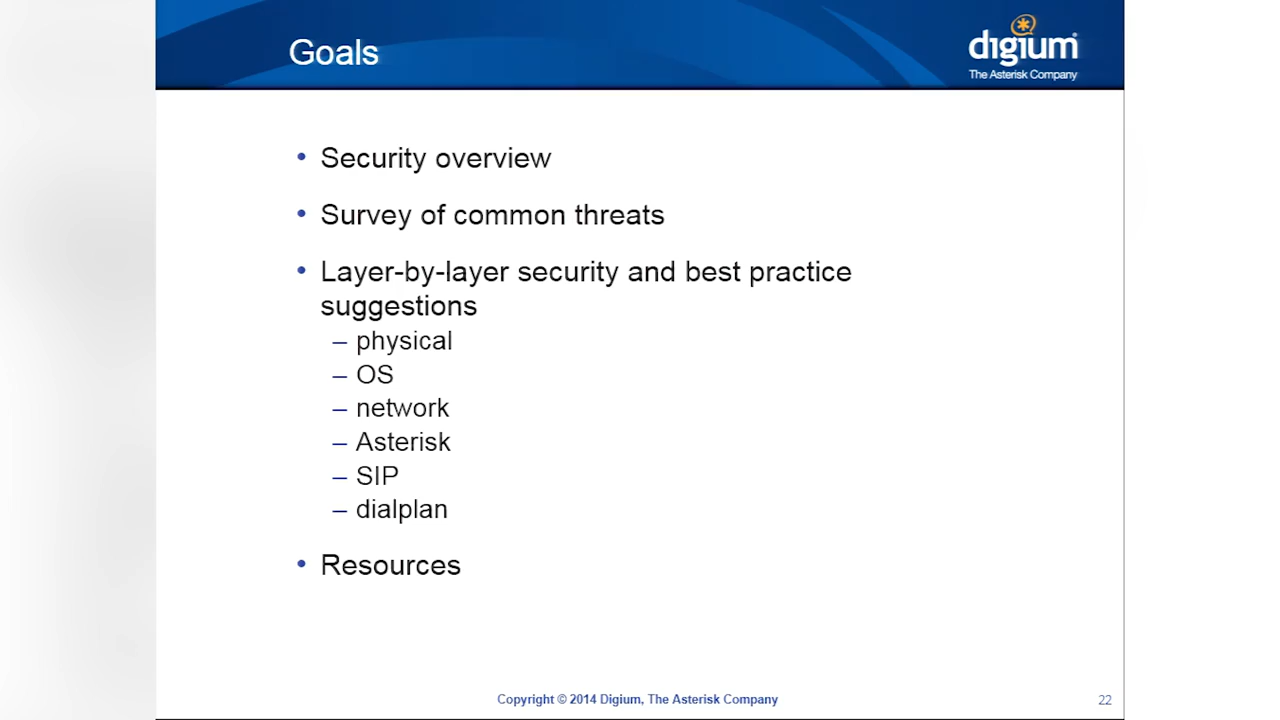 Goals
digium
The Asterisk Company
• Security overview
• Survey of common threats
• Layer-by-layer security and best practice
suggestions
– physical
– OS
– network
– Asterisk
– SIP
– dialplan
• Resources
Copyright © 2014 Digium, The Asterisk Company
22